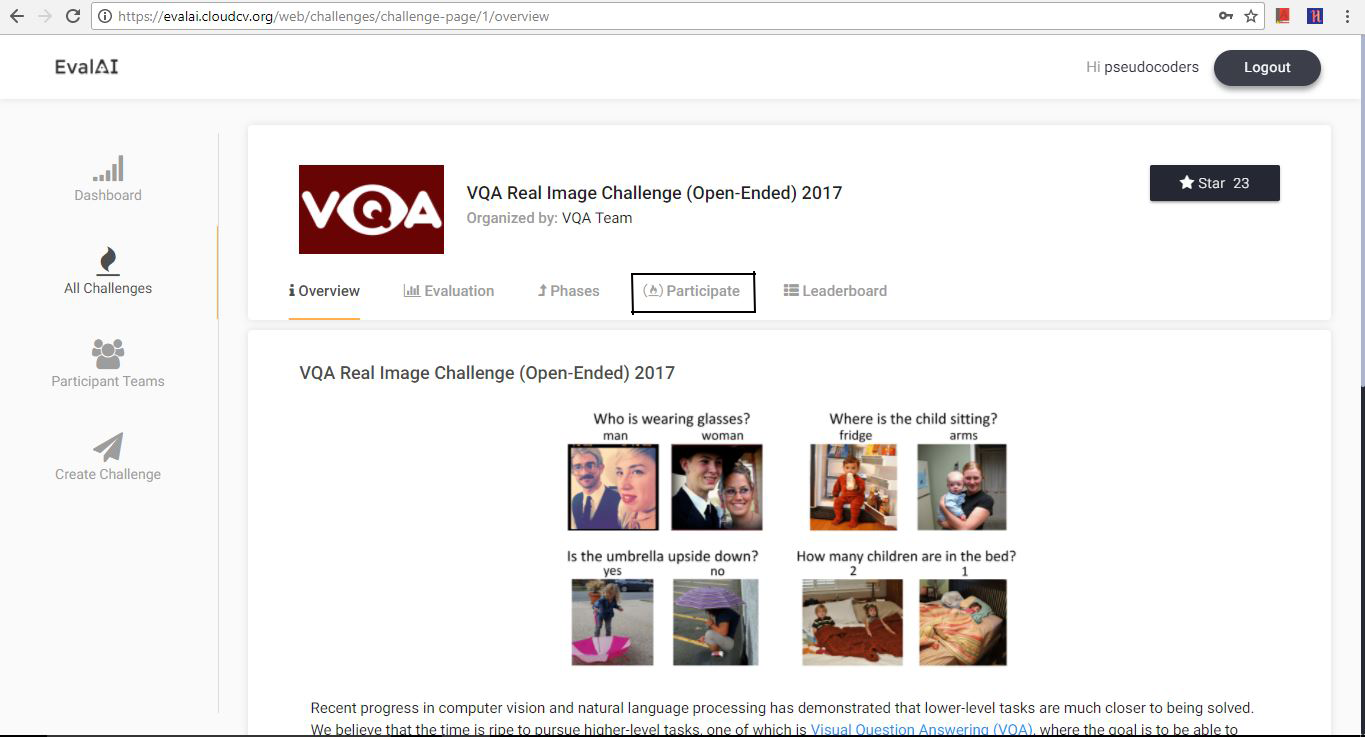 https://evalai.cloudcv.org/web/challenges/challenge-page/1/overview
EvalAI
Hi pseudocoders
Logout
Dashboard
All Challenges
Participant Teams
Create Challenge
VQA
VQA Real Image Challenge (Open-Ended) 2017
Organized by: VQA Team
Star 23
Overview
Evaluation
Phases
Participate
Leaderboard
VQA Real Image Challenge (Open-Ended) 2017
Who is wearing glasses?
man woman
Where is the child sitting?
fridge arms
Is the umbrella upside down?
yes no
How many children are in the bed?
2 1
Recent progress in computer vision and natural language processing has demonstrated that lower-level tasks are much closer to being solved.
We believe that the time is ripe to pursue higher-level tasks, one of which is Visual Question Answering (VQA), where the goal is to be able to